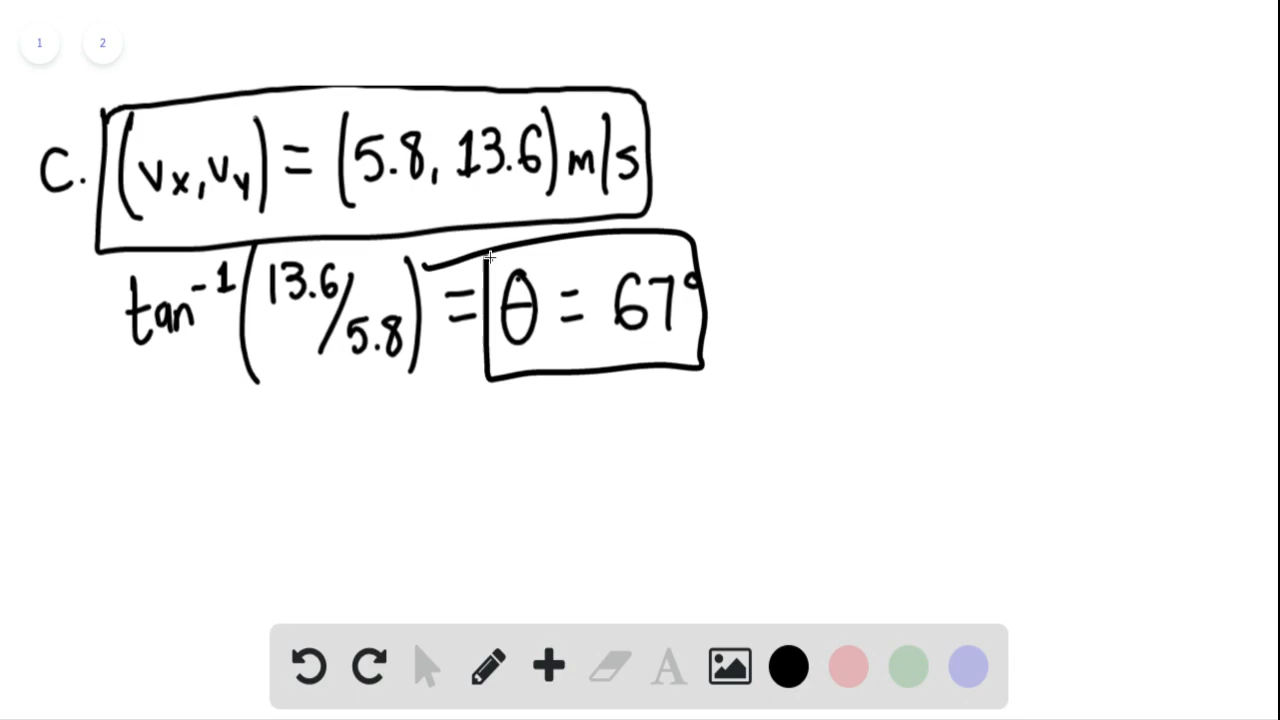 1 2
C. (vx, vy) = (5.8, 13.6) m/s
tan⁻¹(13.6/5.8) = θ = 67°
A